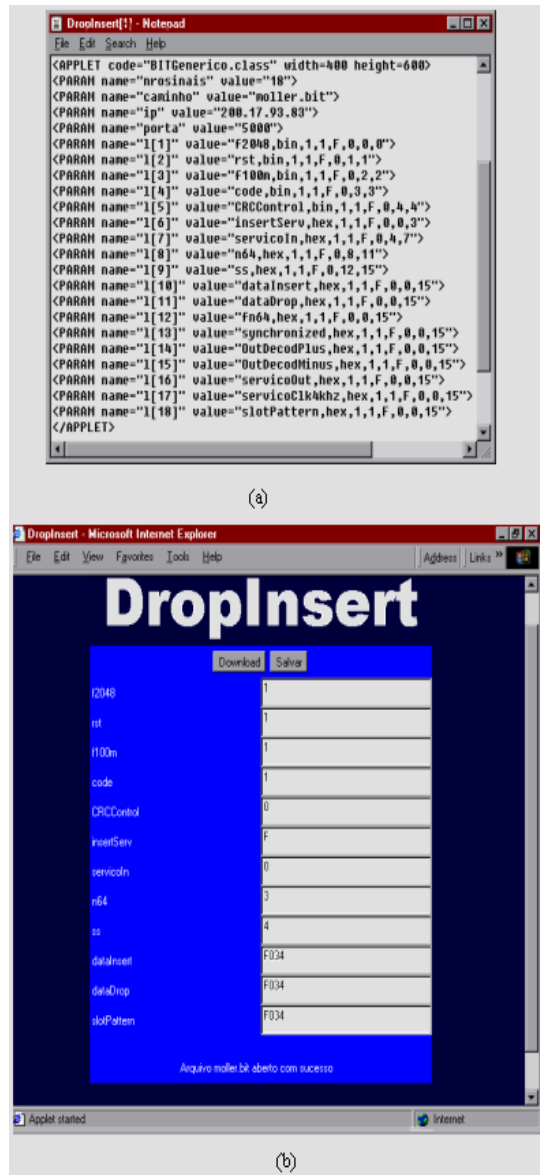 DropInsert[1] - Notepad
File Edit Search Help
<APPLET code="BITGenerico.class" width=400 height=600>
<PARAM name="nrosinais" value="18">
<PARAM name="caminho" value="moller.bit">
<PARAM name="ip" value="200.17.93.83">
<PARAM name="porta" value="5000">
<PARAM name="l[1]" value="f2048,bin,1,1,F,0,0,0">
<PARAM name="l[2]" value="rst,bin,1,1,F,0,1,1">
<PARAM name="l[3]" value="f100m,bin,1,1,F,0,2,2">
<PARAM name="l[4]" value="code,bin,1,1,F,0,3,3">
<PARAM name="l[5]" value="CRCControl,bin,1,1,F,0,4,4">
<PARAM name="l[6]" value="insertServ,hex,1,1,F,0,0,3">
<PARAM name="l[7]" value="servicoIn,hex,1,1,F,0,4,7">
<PARAM name="l[8]" value="n64,hex,1,1,F,0,8,11">
<PARAM name="l[9]" value="ss,hex,1,1,F,0,12,15">
<PARAM name="l[10]" value="dataInsert,hex,1,1,F,0,0,15">
<PARAM name="l[11]" value="dataDrop,hex,1,1,F,0,0,15">
<PARAM name="l[12]" value="fn64,hex,1,1,F,0,0,15">
<PARAM name="l[13]" value="synchronized,hex,1,1,F,0,0,15">
<PARAM name="l[14]" value="OutDecodPlus,hex,1,1,F,0,0,15">
<PARAM name="l[15]" value="OutDecodMinus,hex,1,1,F,0,0,15">
<PARAM name="l[16]" value="servicoOut,hex,1,1,F,0,0,15">
<PARAM name="l[17]" value="servicoClk4khz,hex,1,1,F,0,0,15">
<PARAM name="l[18]" value="slotPattern,hex,1,1,F,0,0,15">
</APPLET>
(a)
DropInsert - Microsoft Internet Explorer
File Edit View Favorites Tools Help Address Links »
DropInsert
Download Salvar
f2048 1
rst 1
f100m 1
code 1
CRCControl 0
insertServ F
servicoIn 0
n64 3
ss 4
dataInsert F034
dataDrop F034
slotPattern F034
Arquivo moller.bit aberto com sucesso
Applet started Internet
(b)